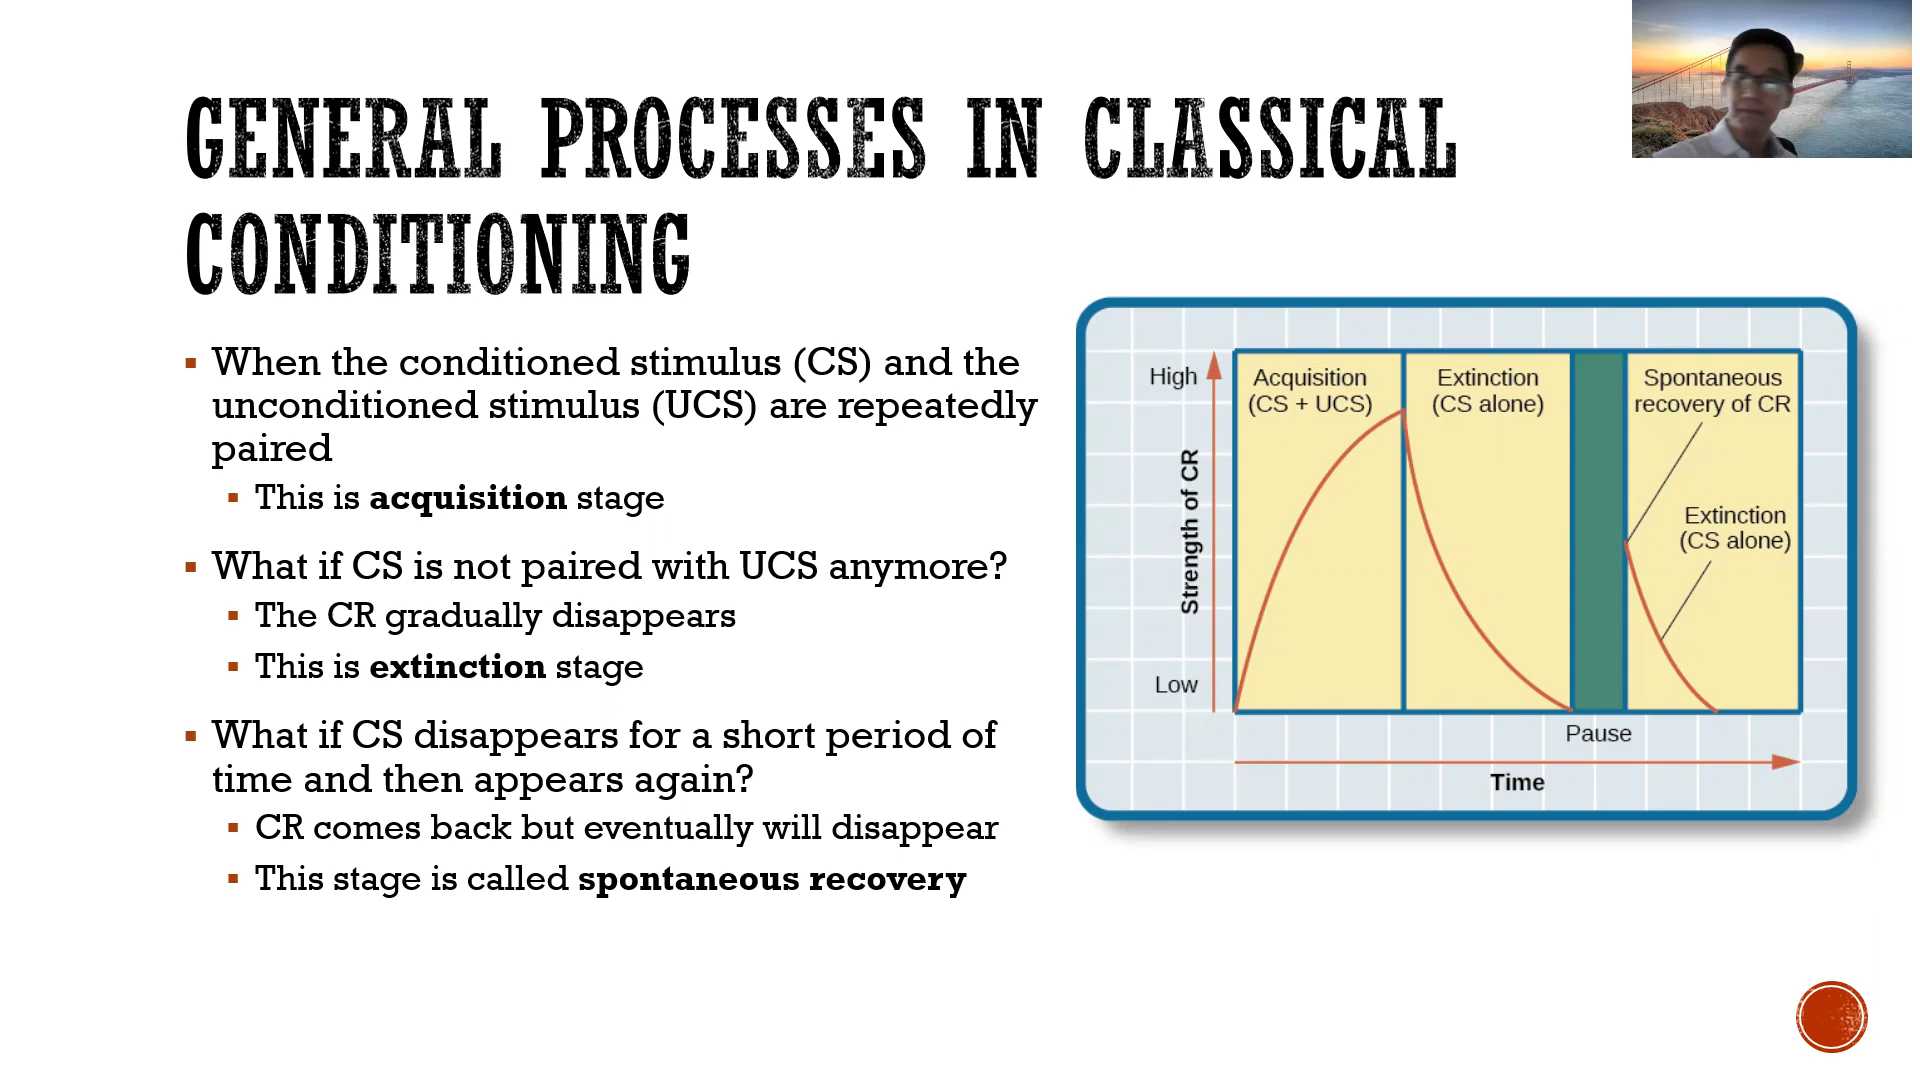 GENERAL PROCESSES IN CLASSICAL
CONDITIONING
When the conditioned stimulus (CS) and the
unconditioned stimulus (UCS) are repeatedly
paired
This is acquisition stage
What if CS is not paired with UCS anymore?
The CR gradually disappears
This is extinction stage
What if CS disappears for a short period of
time and then appears again?
CR comes back but eventually will disappear
This stage is called spontaneous recovery
High
Low
Strength of CR
Acquisition
(CS + UCS)
Extinction
(CS alone)
Spontaneous
recovery of CR
Extinction
(CS alone)
Pause
Time